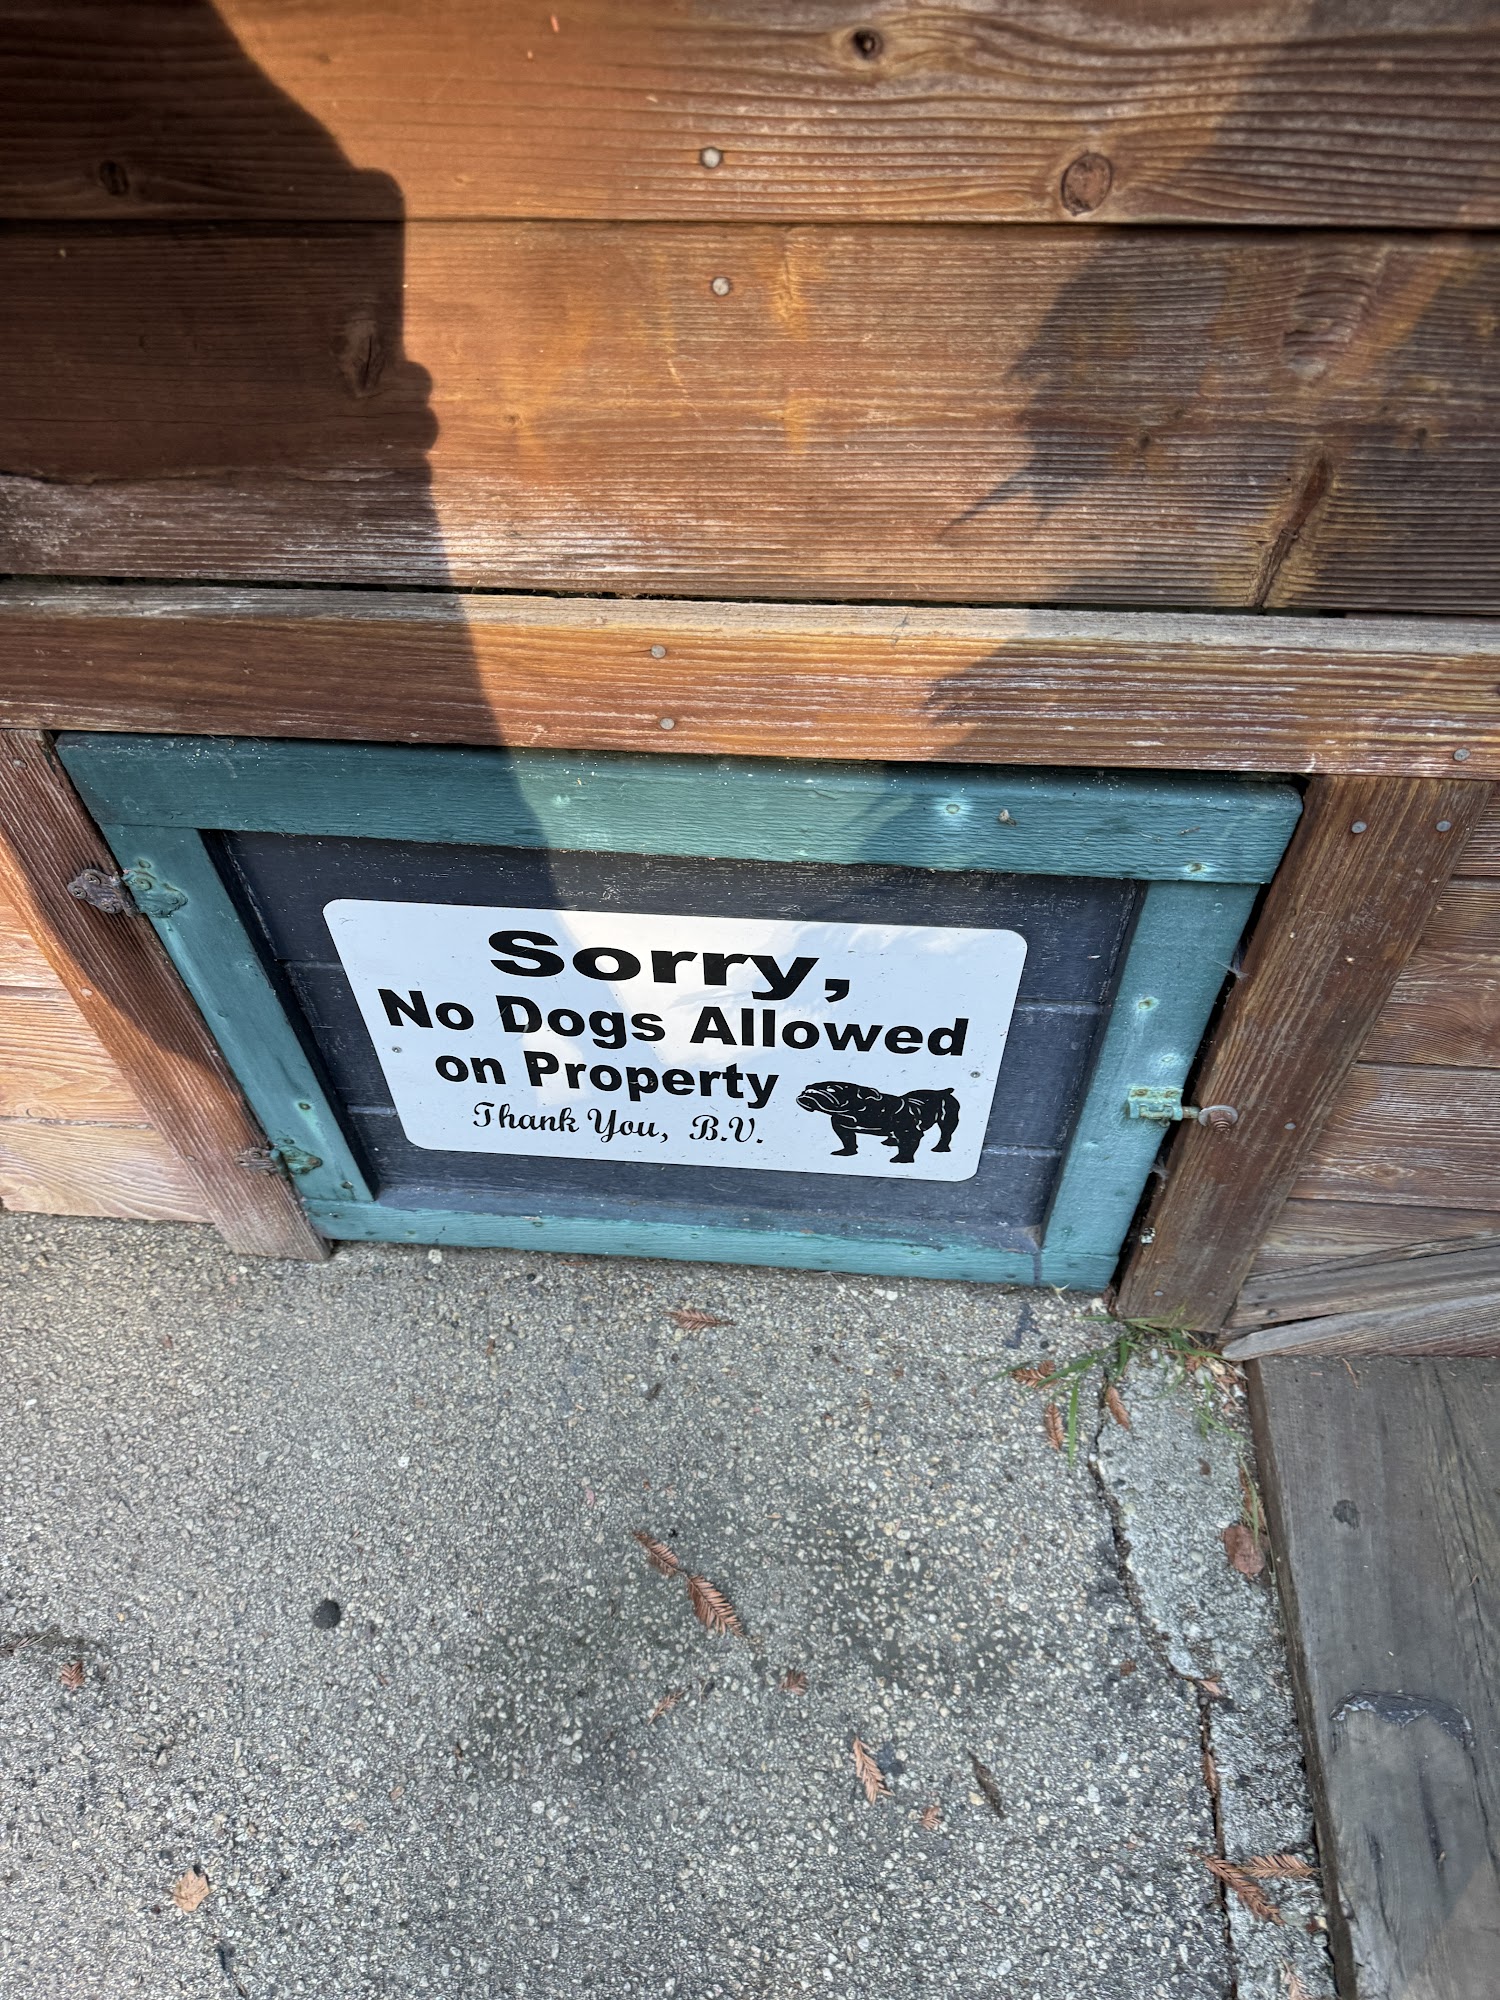 Sorry,
No Dogs Allowed
on Property
Thank You, B.V.